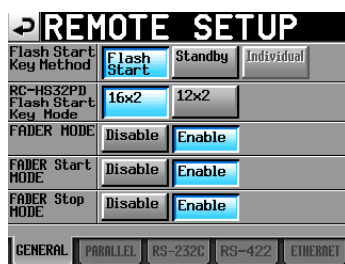 REMOTE SETUP
Flash Start
Key Method
Flash
Start
Standby
Individual
RC-HS32PD
Flash Start
Key Mode
16x2
12x2
FADER MODE
Disable
Enable
FADER Start
MODE
Disable
Enable
FADER Stop
MODE
Disable
Enable
GENERAL
PARALLEL
RS-232C
RS-422
ETHERNET